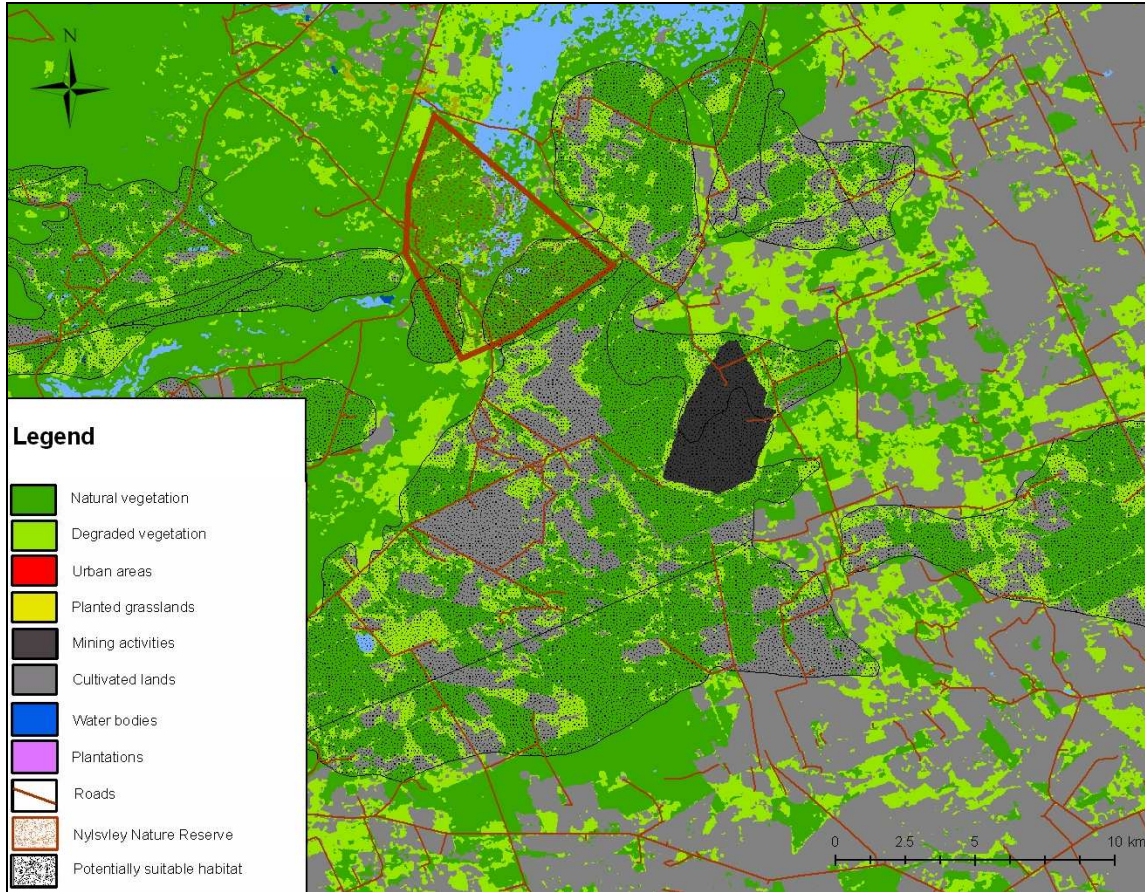 N
Legend
Natural vegetation
Degraded vegetation
Urban areas
Planted grasslands
Mining activities
Cultivated lands
Water bodies
Plantations
Roads
Nylsvley Nature Reserve
Potentially suitable habitat
0 2.5 5 10 km